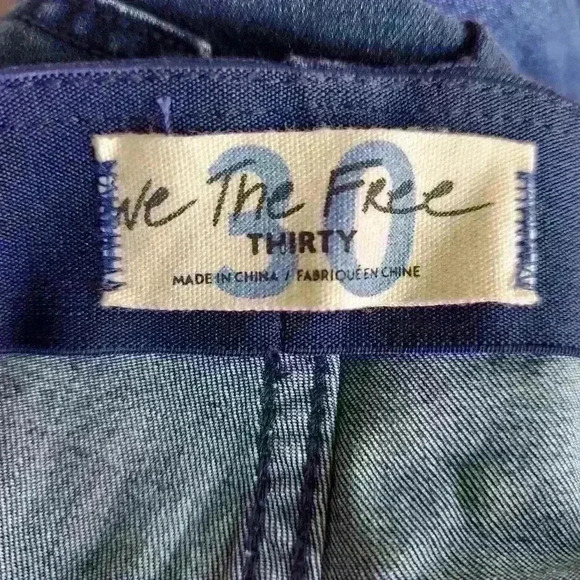 We The Free
30
THIRTY
MADE IN CHINA / FABRIQUÉ EN CHINE